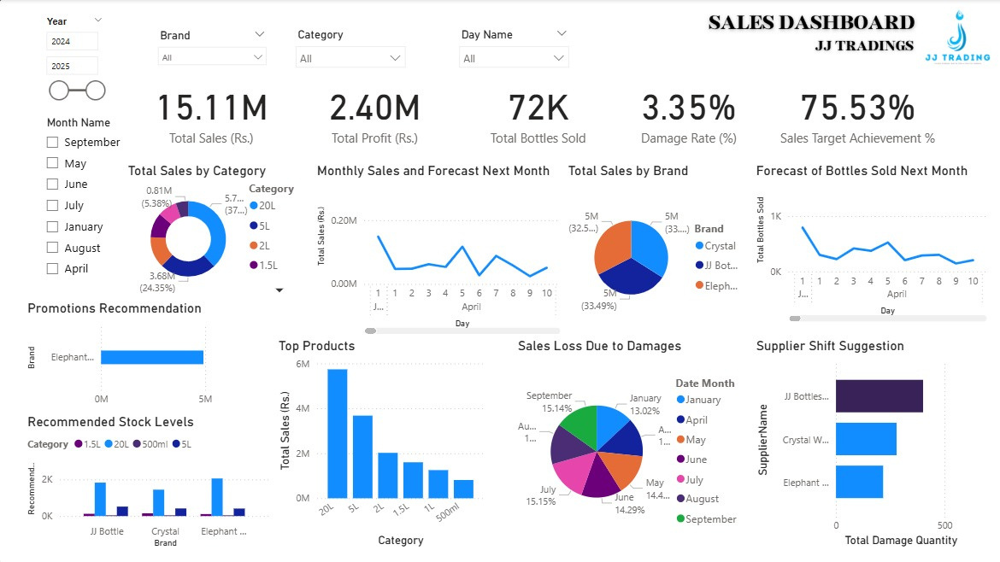 SALES DASHBOARD
JJ TRADINGS
JJ TRADING
Year
2024
2025
Brand
All
Category
All
Day Name
All
15.11M
Total Sales (Rs.)
2.40M
Total Profit (Rs.)
72K
Total Bottles Sold
3.35%
Damage Rate (%)
75.53%
Sales Target Achievement %
Month Name
September
May
June
July
January
August
April
Total Sales by Category
0.81M
(5.38%)
5.7...
(37...)
3.68M
(24.35%)
Category
20L
5L
2L
1.5L
Monthly Sales and Forecast Next Month
Total Sales (Rs.)
0.20M
0.00M
1 1 2 3 4 5 6 7 8 9 10
J... April
Day
Total Sales by Brand
5M
(32.5...)
5M
(33....)
5M
(33.49%)
Brand
Crystal
JJ Bot...
Eleph...
Forecast of Bottles Sold Next Month
Total Bottles Sold
1K
0K
1 1 2 3 4 5 6 7 8 9 10
J... April
Day
Promotions Recommendation
Brand
Elephant...
0M 5M
Recommended Stock Levels
Category 1.5L 20L 500ml 5L
Recommend...
2K
0K
JJ Bottle Crystal Elephant ...
Brand
Top Products
Total Sales (Rs.)
6M
4M
2M
0M
20L 5L 2L 1.5L 1L 500ml
Category
Sales Loss Due to Damages
September
15.14%
January
13.02%
Au...
1...
A...
1...
July
15.15%
May
14.4...
June
14.29%
Date Month
January
April
May
June
July
August
September
Supplier Shift Suggestion
SupplierName
JJ Bottles...
Crystal W...
Elephant ...
0 500
Total Damage Quantity